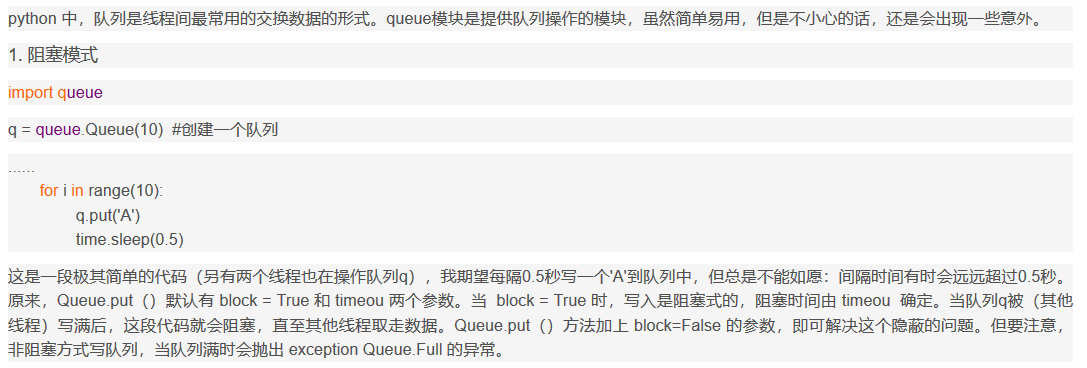 python 中，队列是线程间最常用的交换数据的形式。queue模块是提供队列操作的模块，虽然简单易用，但是不小心的话，还是会出现一些意外。
1. 阻塞模式
import queue
q = queue.Queue(10)  #创建一个队列
......
for i in range(10):
q.put('A')
time.sleep(0.5)
这是一段极其简单的代码（另有两个线程也在操作队列q），我期望每隔0.5秒写一个'A'到队列中，但总是不能如愿：间隔时间有时会远远超过0.5秒。
原来，Queue.put（）默认有 block = True 和 timeou 两个参数。当  block = True 时，写入是阻塞式的，阻塞时间由 timeou  确定。当队列q被（其他
线程）写满后，这段代码就会阻塞，直至其他线程取走数据。Queue.put（）方法加上 block=False 的参数，即可解决这个隐蔽的问题。但要注意，
非阻塞方式写队列，当队列满时会抛出 exception Queue.Full 的异常。